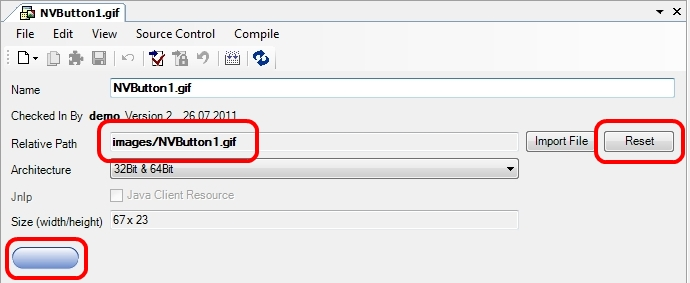 NVButton1.gif
File Edit View Source Control Compile
Name NVButton1.gif
Checked In By demo Version 2 26.07.2011
Relative Path images/NVButton1.gif Import File Reset
Architecture 32Bit & 64Bit
Jnlp Java Client Resource
Size (width/height) 67 x 23